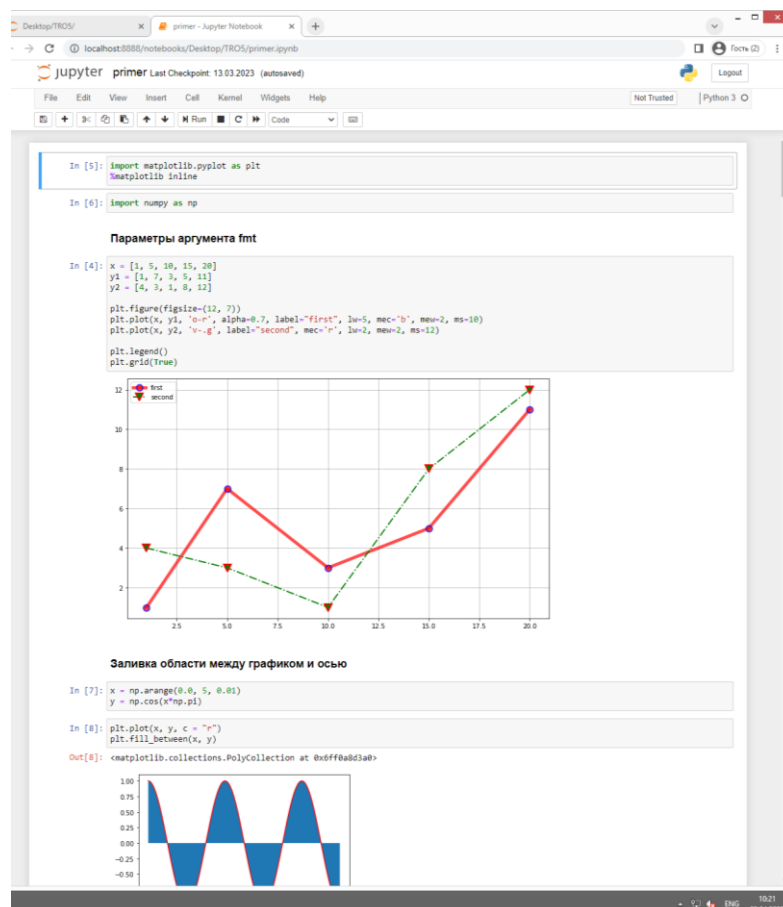 Desktop/TRO5/ × primer - Jupyter Notebook × +
localhost:8888/notebooks/Desktop/TRO5/primer.ipynb Гость (2)
jupyter primer Last Checkpoint: 13.03.2023 (autosaved) Logout
File Edit View Insert Cell Kernel Widgets Help Not Trusted Python 3
Run Code
In [5]: import matplotlib.pyplot as plt
%matplotlib inline
In [6]: import numpy as np
Параметры аргумента fmt
In [4]: x = [1, 5, 10, 15, 20]
y1 = [1, 7, 3, 5, 11]
y2 = [4, 3, 1, 8, 12]
plt.figure(figsize=(12, 7))
plt.plot(x, y1, 'o-r', alpha=0.7, label="first", lw=5, mec='b', mew=2, ms=10)
plt.plot(x, y2, 'v-.g', label="second", mec='r', lw=2, mew=2, ms=12)
plt.legend()
plt.grid(True)
first
second
12
10
8
6
4
2
2.5 5.0 7.5 10.0 12.5 15.0 17.5 20.0
Заливка области между графиком и осью
In [7]: x = np.arange(0.0, 5, 0.01)
y = np.cos(x*np.pi)
In [8]: plt.plot(x, y, c = "r")
plt.fill_between(x, y)
Out[8]: <matplotlib.collections.PolyCollection at 0x6ff0a8d3a0>
1.00
0.75
0.50
0.25
0.00
−0.25
−0.50
ENG 10:21